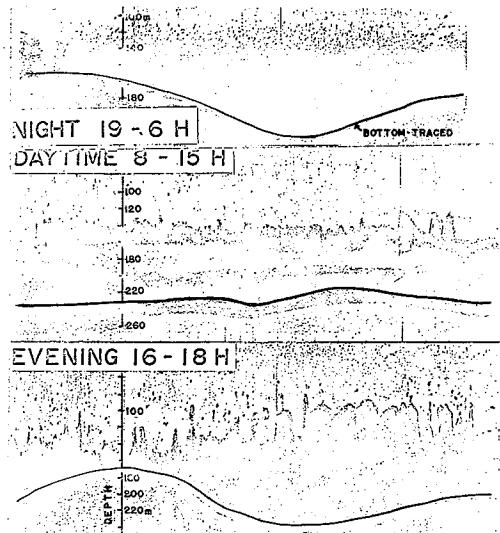 100m
140
180
BOTTOM-TRACED
NIGHT 19-6 H
DAYTIME 8-15 H
100
120
180
220
260
EVENING 16-18 H
100
200
220m
DEPTH